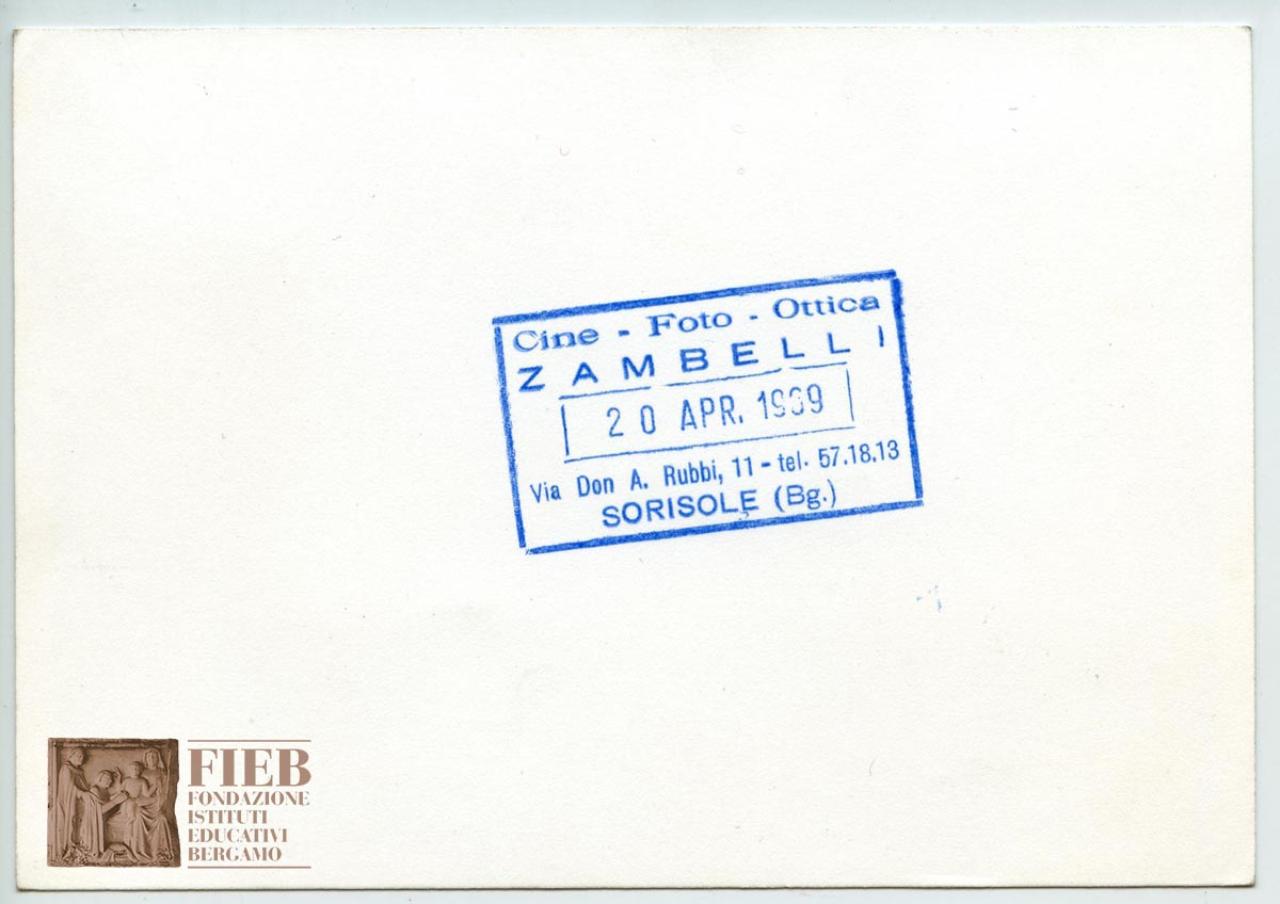 Cine - Foto - Ottica
ZAMBELLI
20 APR.
Via Don A. Rubbi, 11 - tel. 57.18.13
SORISOLE (Bg.)
FIEB
FONDAZIONE
ISTITUTI
EDUCATIVI
BERGAMO